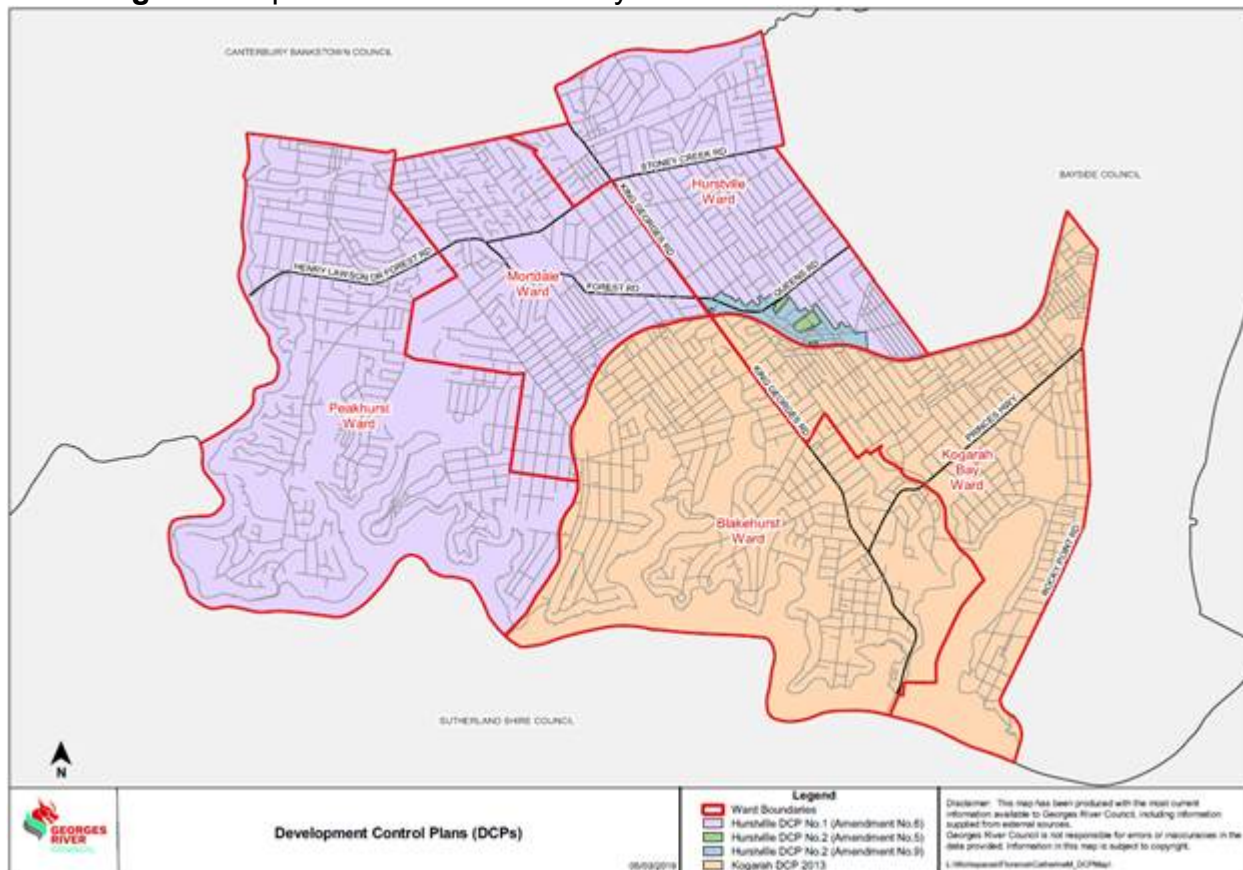 CANTERBURY BANKSTOWN COUNCIL
STONEY CREEK RD
BAYSIDE COUNCIL
Hurstville
Ward
KING GEORGES RD
HENRY LAWSON DR FOREST RD
Mortdale
Ward
FOREST RD
QUEENS RD
KING GEORGES RD
PRINCES HWY
Peakhurst
Ward
Kogarah
Bay
Ward
Blakehurst
Ward
ROCKY POINT RD
SUTHERLAND SHIRE COUNCIL
N
GEORGES
RIVER
COUNCIL
Development Control Plans (DCPs)
05/03/2019
Legend
Ward Boundaries
Hurstville DCP No.1 (Amendment No.6)
Hurstville DCP No.2 (Amendment No.5)
Hurstville DCP No.2 (Amendment No.9)
Kogarah DCP 2013
Disclaimer: This map has been produced with the most current
information available to Georges River Council, including information
supplied from external sources.
Georges River Council is not responsible for errors or inaccuracies in the
data provided. Information in this map is subject to copyright.